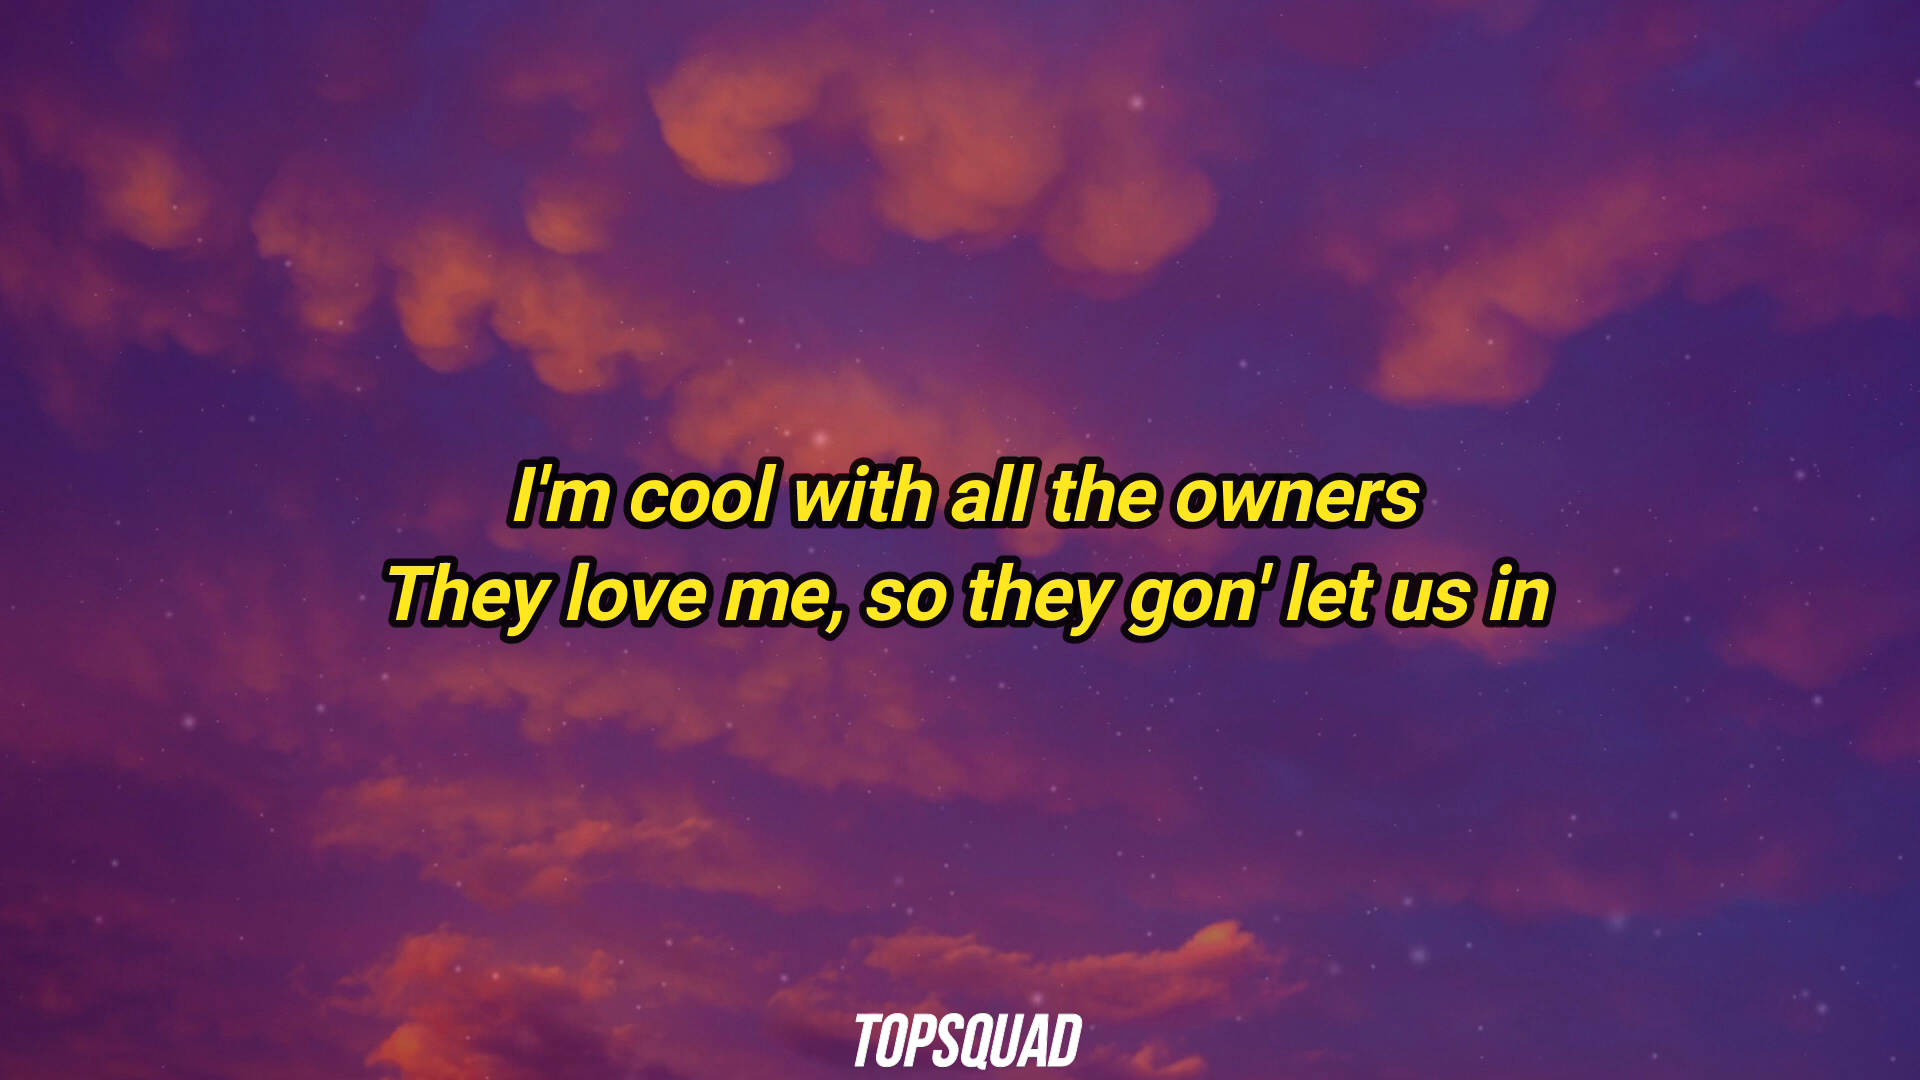 I'm cool with all the owners
They love me, so they gon' let us in
TOPSQUAD